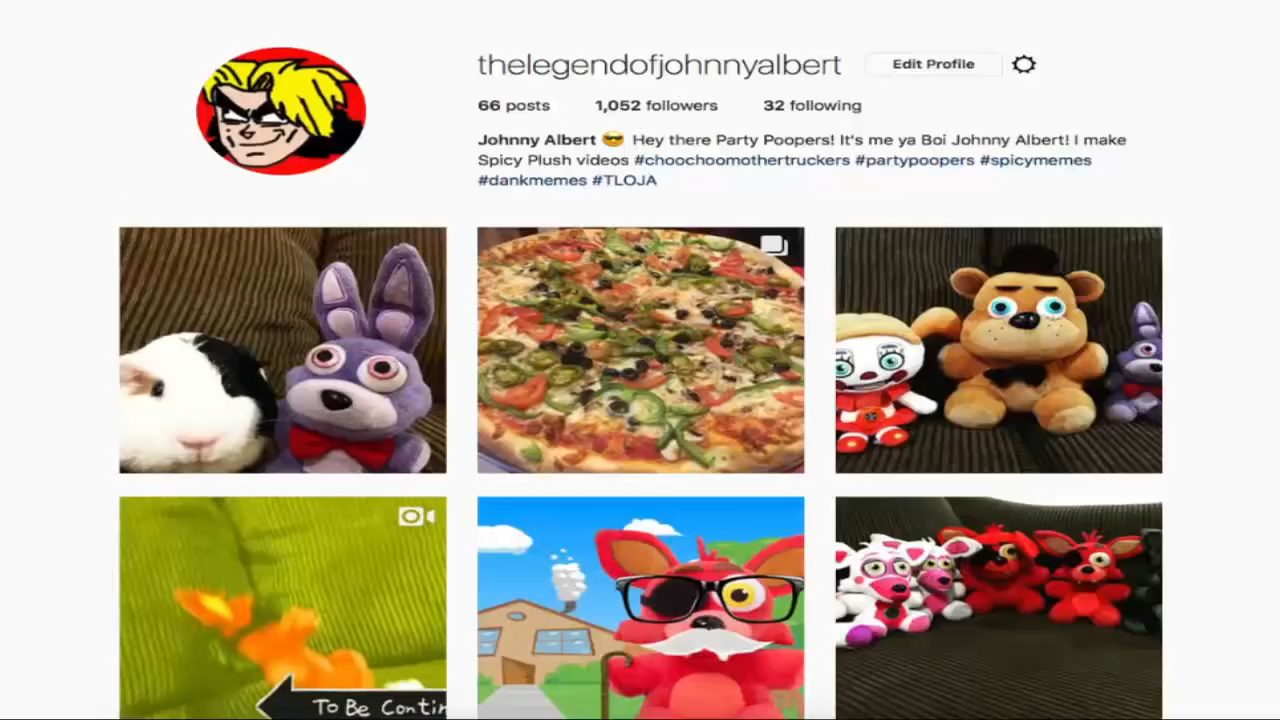 thelegendofjohnnyalbert Edit Profile
66 posts 1,052 followers 32 following
Johnny Albert 😎 Hey there Party Poopers! It's me ya Boi Johnny Albert! I make
Spicy Plush videos #choochoomothertruckers #partypoopers #spicymemes
#dankmemes #TLOJA
To Be Contin